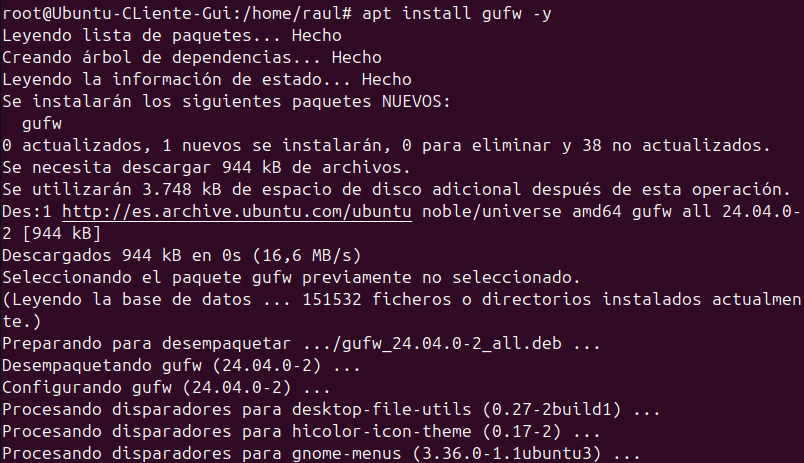 root@Ubuntu-CLiente-Gui:/home/raul# apt install gufw -y
Leyendo lista de paquetes... Hecho
Creando árbol de dependencias... Hecho
Leyendo la información de estado... Hecho
Se instalarán los siguientes paquetes NUEVOS:
  gufw
0 actualizados, 1 nuevos se instalarán, 0 para eliminar y 38 no actualizados.
Se necesita descargar 944 kB de archivos.
Se utilizarán 3.748 kB de espacio de disco adicional después de esta operación.
Des:1 http://es.archive.ubuntu.com/ubuntu noble/universe amd64 gufw all 24.04.0-
2 [944 kB]
Descargados 944 kB en 0s (16,6 MB/s)
Seleccionando el paquete gufw previamente no seleccionado.
(Leyendo la base de datos ... 151532 ficheros o directorios instalados actualmen
te.)
Preparando para desempaquetar .../gufw_24.04.0-2_all.deb ...
Desempaquetando gufw (24.04.0-2) ...
Configurando gufw (24.04.0-2) ...
Procesando disparadores para desktop-file-utils (0.27-2build1) ...
Procesando disparadores para hicolor-icon-theme (0.17-2) ...
Procesando disparadores para gnome-menus (3.36.0-1.1ubuntu3) ...